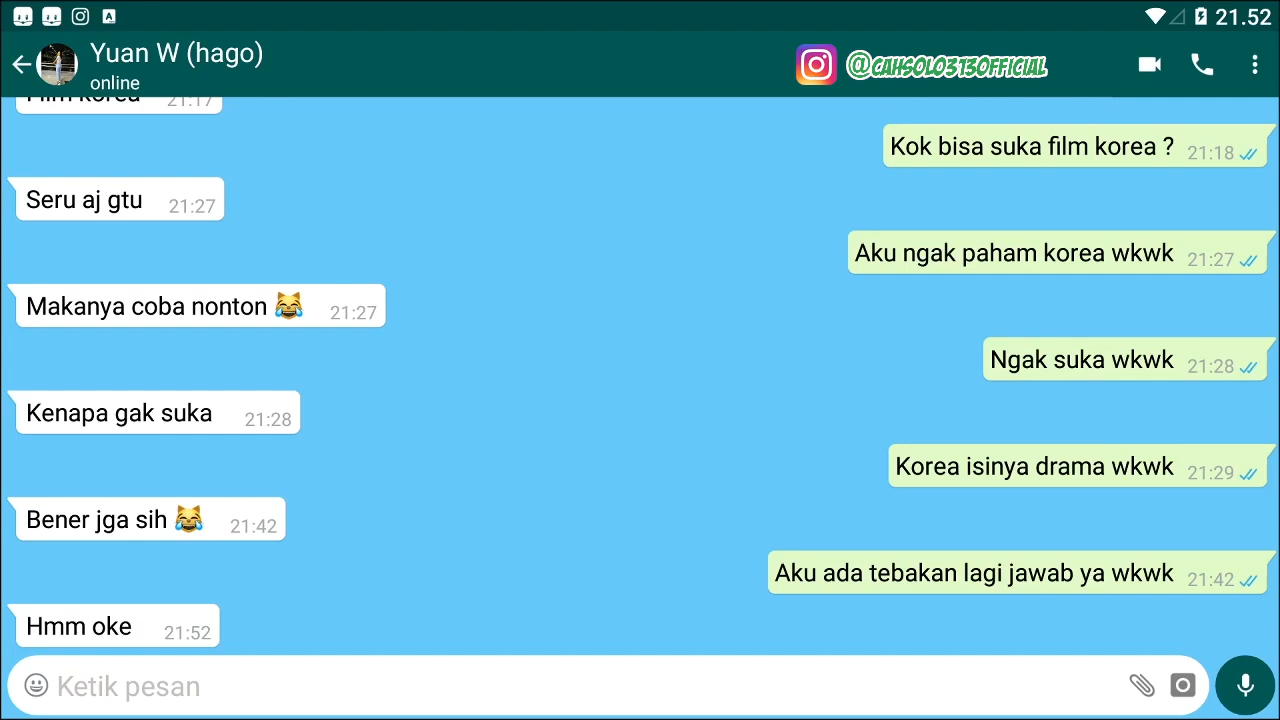 21.52
Yuan W (hago)
online
@CAHSOLO313OFFICIAL
Film korea 21:17
Kok bisa suka film korea ? 21:18
Seru aj gtu 21:27
Aku ngak paham korea wkwk 21:27
Makanya coba nonton 😹 21:27
Ngak suka wkwk 21:28
Kenapa gak suka 21:28
Korea isinya drama wkwk 21:29
Bener jga sih 😹 21:42
Aku ada tebakan lagi jawab ya wkwk 21:42
Hmm oke 21:52
Ketik pesan